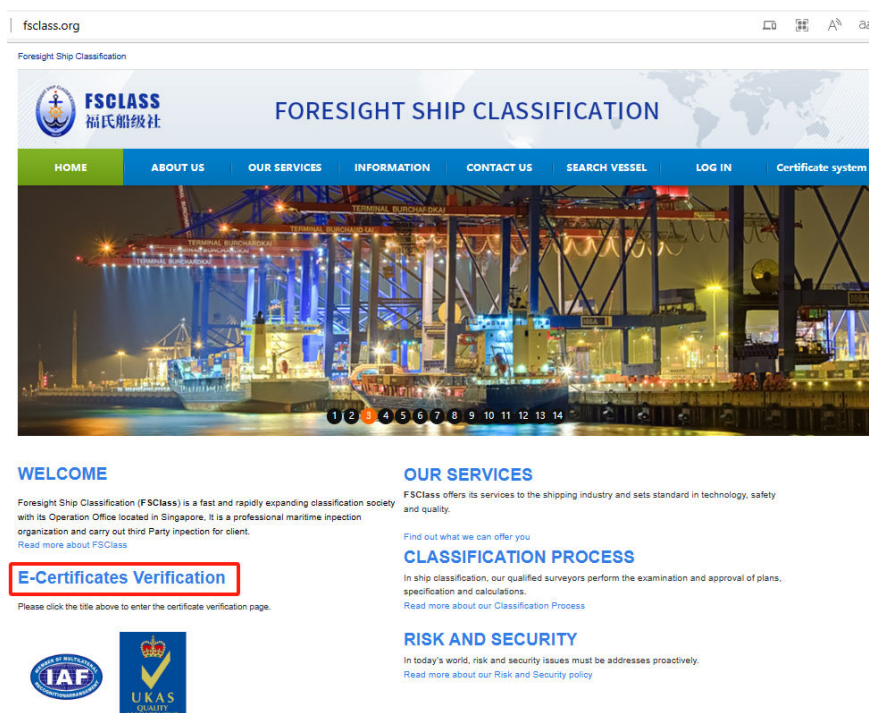 fsclass.org
Foresight Ship Classification
FSCLASS
福氏船级社
FORESIGHT SHIP CLASSIFICATION
HOME ABOUT US OUR SERVICES INFORMATION CONTACT US SEARCH VESSEL LOG IN Certificate system
TERMINAL BURCHARDKAI
TERMINAL BURCHARDKAI
TERMINAL BURCHARDKAI
1 2 3 4 5 6 7 8 9 10 11 12 13 14
WELCOME
Foresight Ship Classification (FSClass) is a fast and rapidly expanding classification society
with its Operation Office located in Singapore, It is a professional maritime inpection
organization and carry out third Party inpection for client.
Read more about FSClass
E-Certificates Verification
Please click the title above to enter the certificate verification page.
IAF
UKAS
QUALITY
OUR SERVICES
FSClass offers its services to the shipping industry and sets standard in technology, safety
and quality.
Find out what we can offer you
CLASSIFICATION PROCESS
In ship classification, our qualified surveyors perform the examination and approval of plans,
specification and calculations.
Read more about our Classification Process
RISK AND SECURITY
In today's world, risk and security issues must be addresses proactively.
Read more about our Risk and Security policy